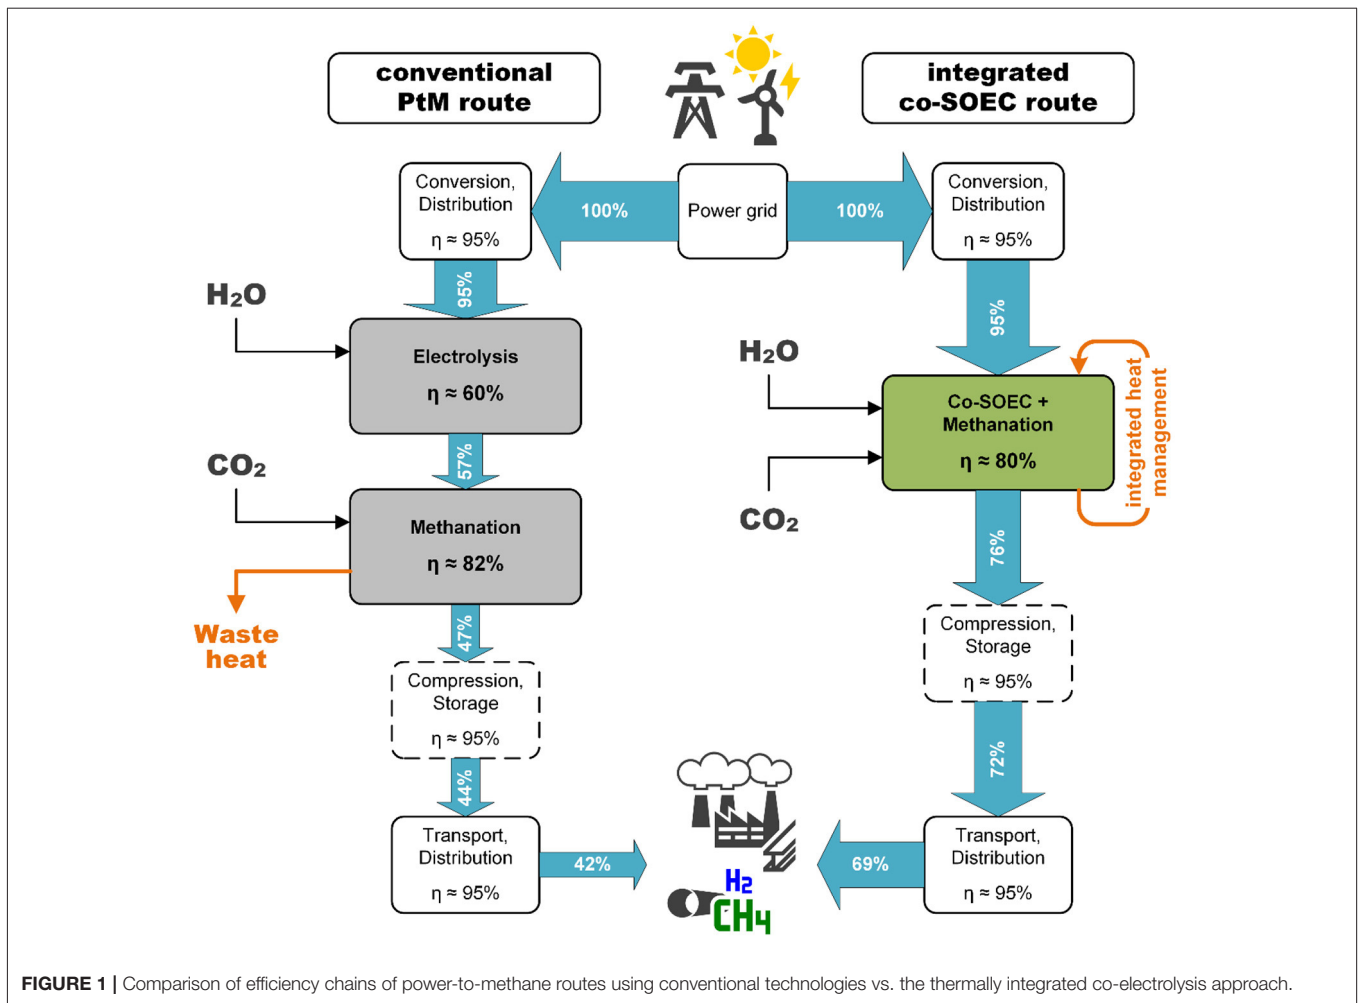 conventional
PtM route
integrated
co-SOEC route
Conversion,
Distribution
η ≈ 95%
100%
Power grid
100%
Conversion,
Distribution
η ≈ 95%
95%
H₂O
Electrolysis
η ≈ 60%
57%
CO₂
Methanation
η ≈ 82%
Waste
heat
47%
Compression,
Storage
η ≈ 95%
44%
Transport,
Distribution
η ≈ 95%
42%
95%
H₂O
CO₂
Co-SOEC +
Methanation
η ≈ 80%
integrated heat
management
76%
Compression,
Storage
η ≈ 95%
72%
Transport,
Distribution
η ≈ 95%
69%
H₂
CH₄
FIGURE 1 | Comparison of efficiency chains of power-to-methane routes using conventional technologies vs. the thermally integrated co-electrolysis approach.